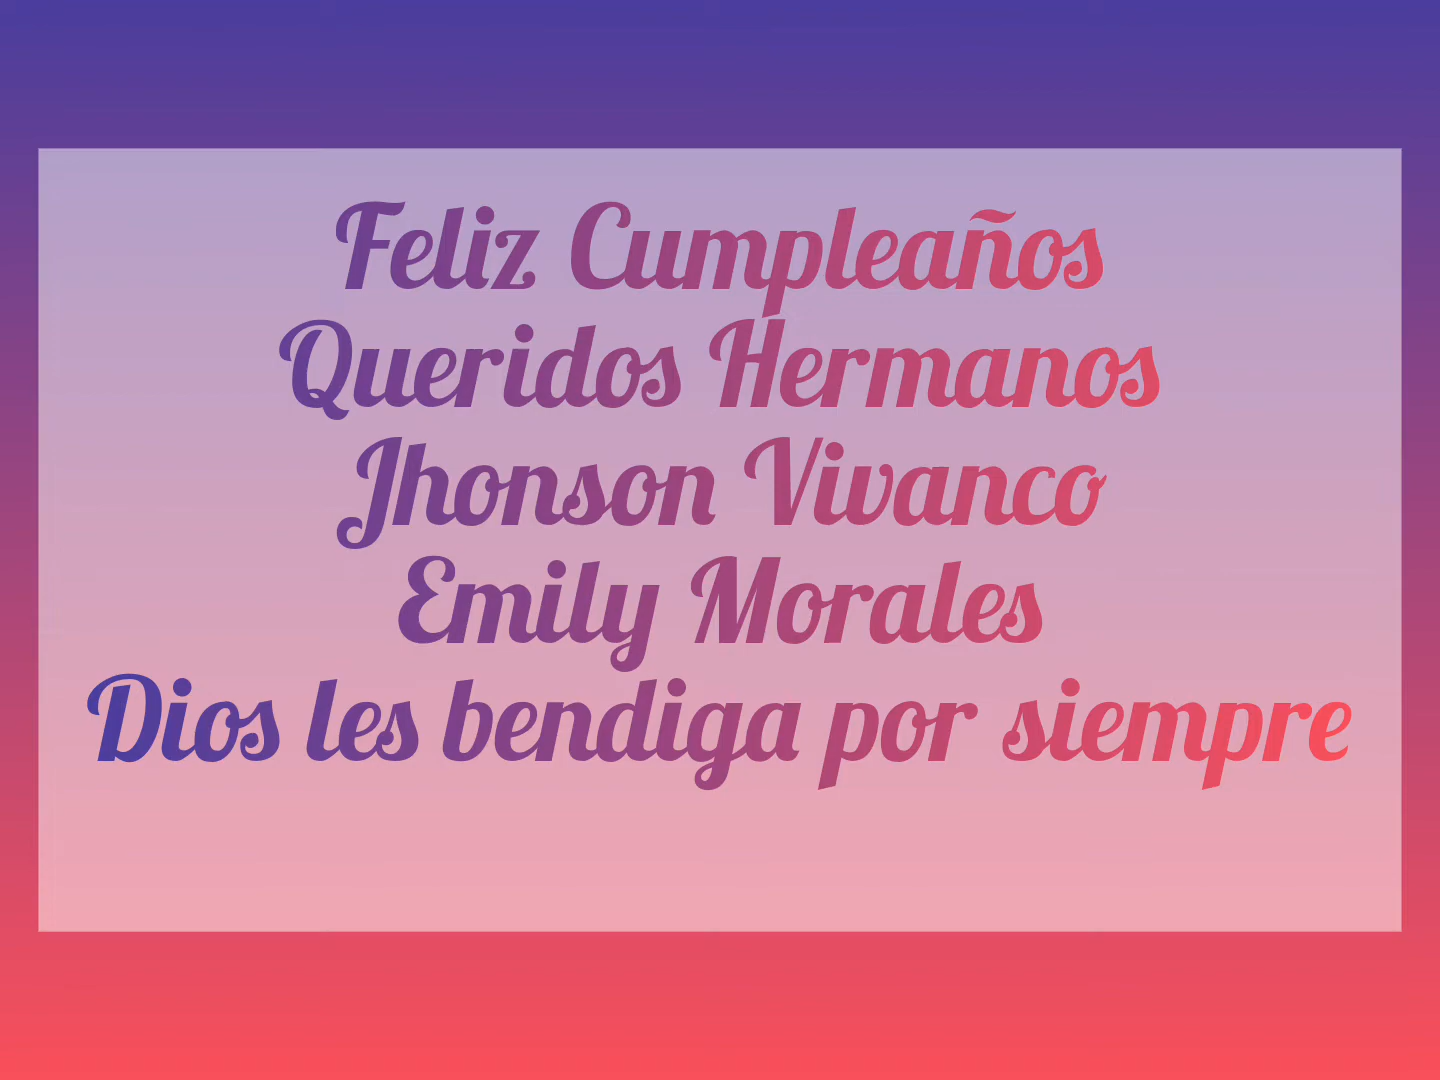 Feliz Cumpleaños
Queridos Hermanos
Jhonson Vivanco
Emily Morales
Dios les bendiga por siempre